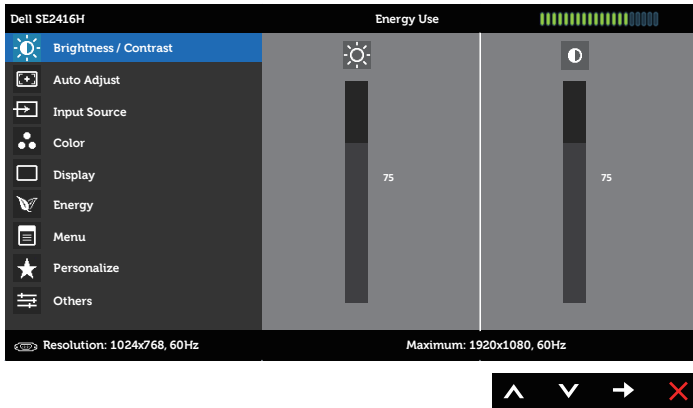 Dell SE2416H
Energy Use
Brightness / Contrast
Auto Adjust
Input Source
Color
Display
Energy
Menu
Personalize
Others
75
75
Resolution: 1024x768, 60Hz
Maximum: 1920x1080, 60Hz